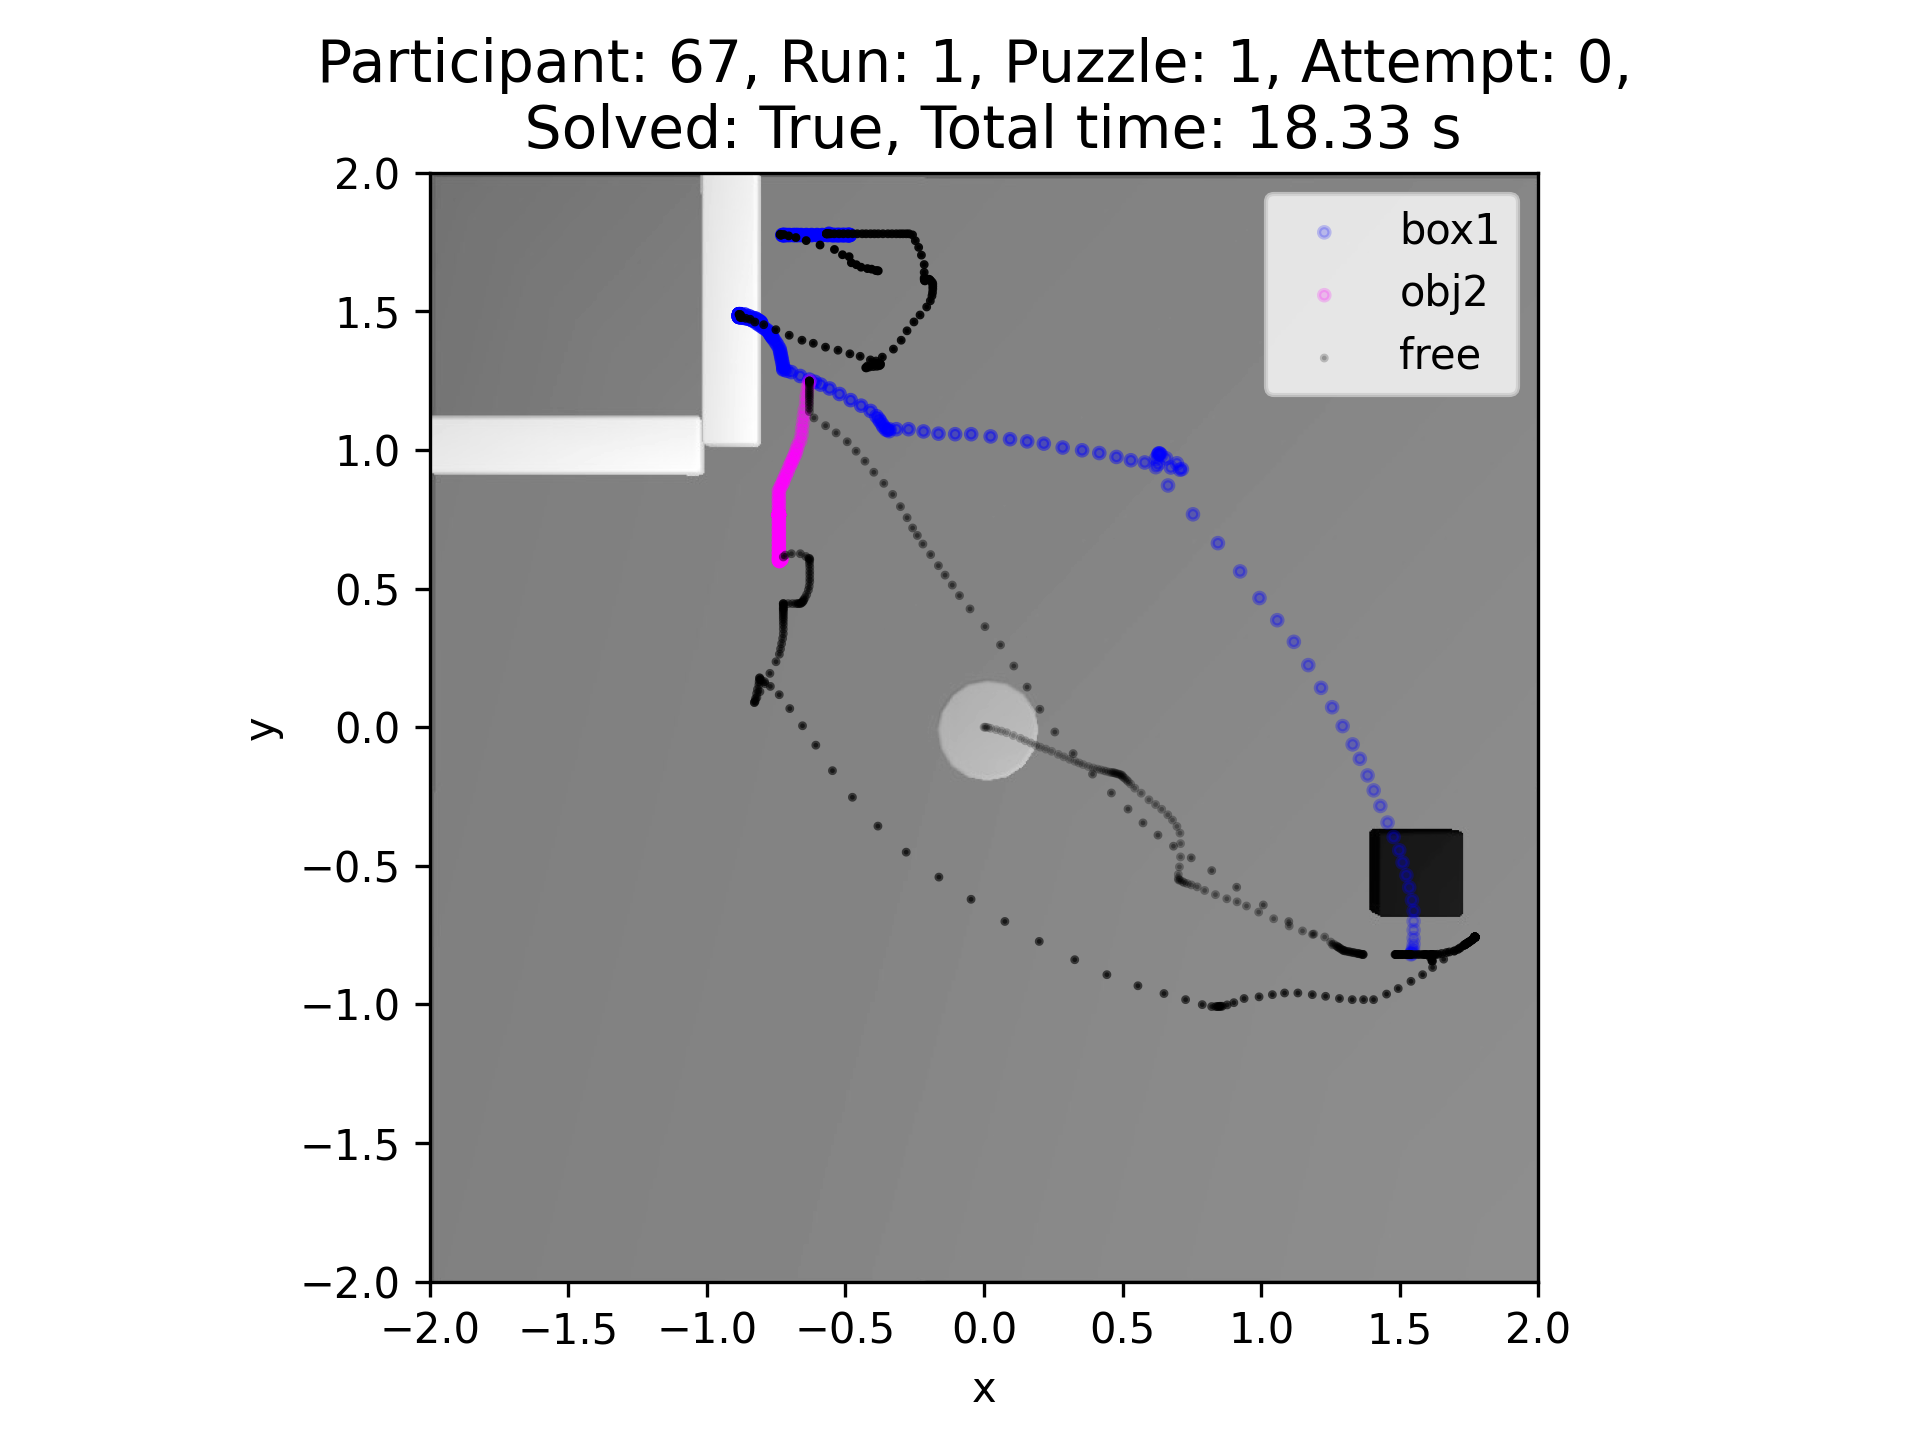 Participant: 67, Run: 1, Puzzle: 1, Attempt: 0,
Solved: True, Total time: 18.33 s
2.0
1.5
1.0
0.5
0.0
−0.5
−1.0
−1.5
−2.0
y
box1
obj2
free
−2.0 −1.5 −1.0 −0.5 0.0 0.5 1.0 1.5 2.0
x